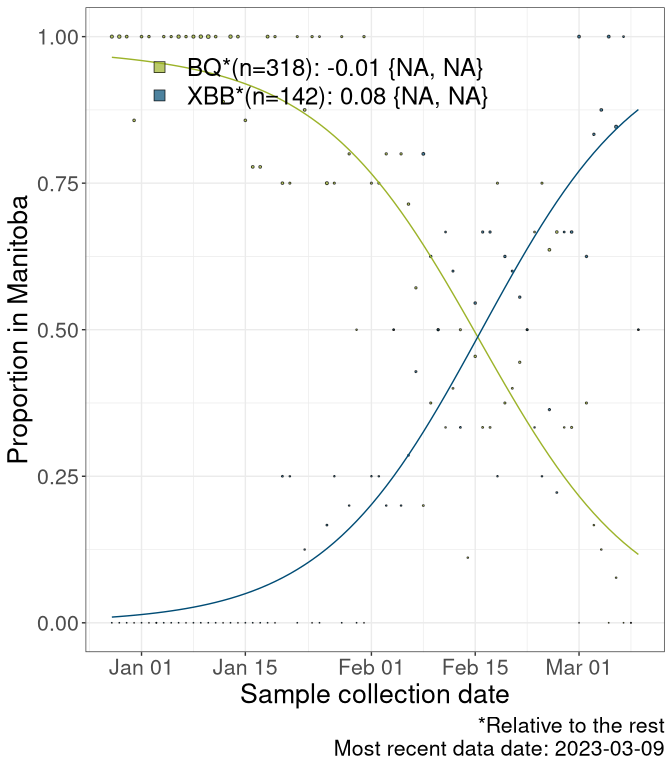 1.00
0.75
0.50
0.25
0.00
Proportion in Manitoba
BQ*(n=318): -0.01 {NA, NA}
XBB*(n=142): 0.08 {NA, NA}
Jan 01 Jan 15 Feb 01 Feb 15 Mar 01
Sample collection date
*Relative to the rest
Most recent data date: 2023-03-09